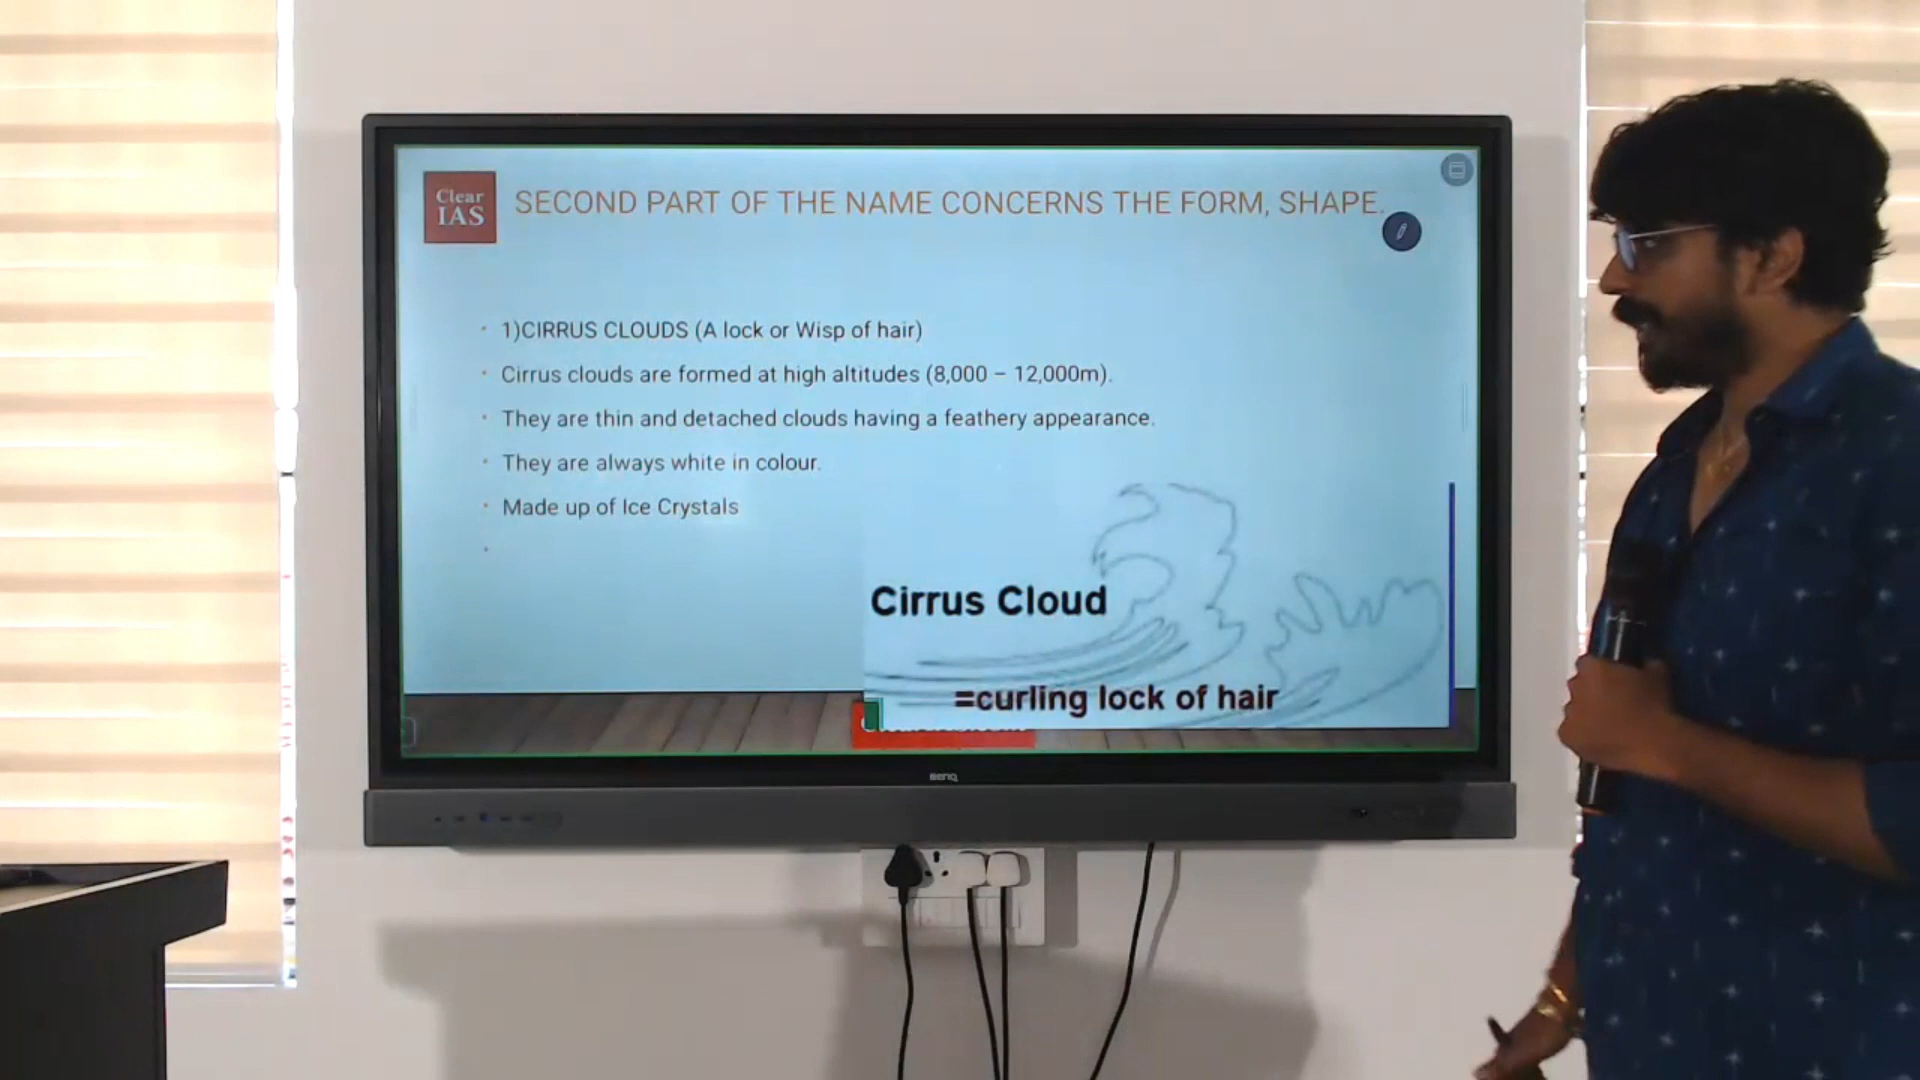 Clear
IAS
SECOND PART OF THE NAME CONCERNS THE FORM, SHAPE.
1)CIRRUS CLOUDS (A lock or Wisp of hair)
Cirrus clouds are formed at high altitudes (8,000 – 12,000m).
They are thin and detached clouds having a feathery appearance.
They are always white in colour.
Made up of Ice Crystals
Cirrus Cloud
=curling lock of hair
BenQ